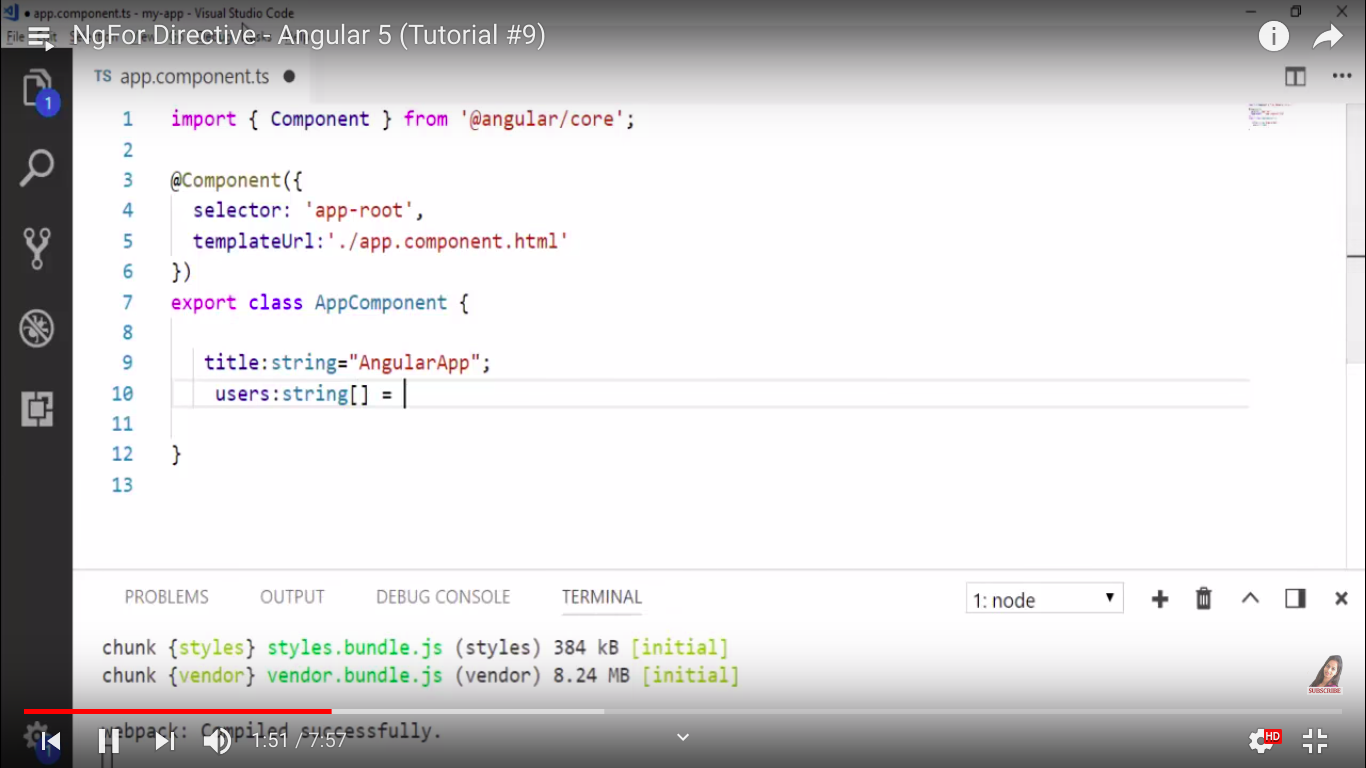 app.component.ts - my-app - Visual Studio Code
File
NgFor Directive - Angular 5 (Tutorial #9)
TS app.component.ts
1
1 import { Component } from '@angular/core';
2
3 @Component({
4 selector: 'app-root',
5 templateUrl:'./app.component.html'
6 })
7 export class AppComponent {
8
9 title:string="AngularApp";
10 users:string[] =
11
12 }
13
PROBLEMS OUTPUT DEBUG CONSOLE TERMINAL 1: node
chunk {styles} styles.bundle.js (styles) 384 kB [initial]
chunk {vendor} vendor.bundle.js (vendor) 8.24 MB [initial]
SUBSCRIBE
webpack: Compiled successfully.
1:51 / 7:57
HD